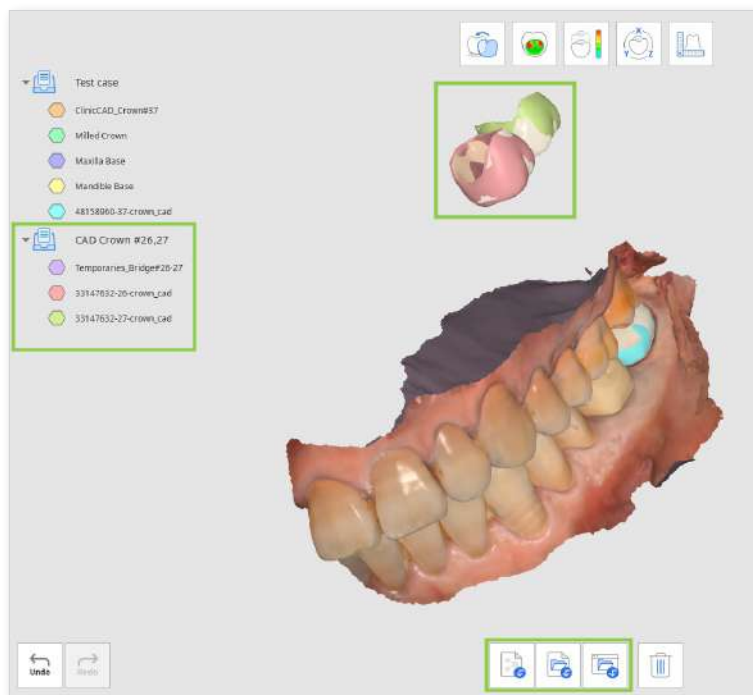 X
Y Z
Test case
ClinicCAD_Crown#37
Milled Crown
Maxilla Base
Mandible Base
48158960-37-crown_cad
CAD Crown #26,27
Temporaries_Bridge#26-27
33147632-26-crown_cad
33147632-27-crown_cad
Undo
Redo